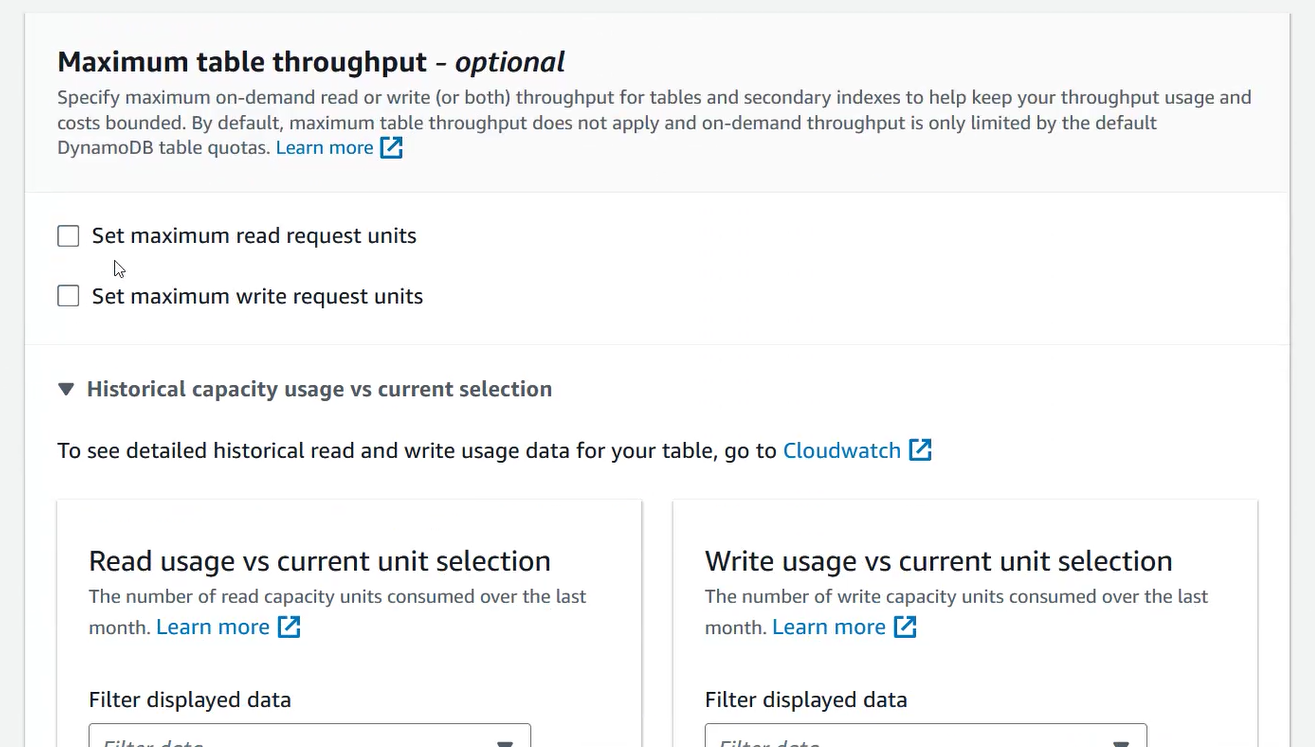 Maximum table throughput - optional
Specify maximum on-demand read or write (or both) throughput for tables and secondary indexes to help keep your throughput usage and
costs bounded. By default, maximum table throughput does not apply and on-demand throughput is only limited by the default
DynamoDB table quotas. Learn more
Set maximum read request units
Set maximum write request units
Historical capacity usage vs current selection
To see detailed historical read and write usage data for your table, go to Cloudwatch
Read usage vs current unit selection
The number of read capacity units consumed over the last
month. Learn more
Filter displayed data
Filter data
Write usage vs current unit selection
The number of write capacity units consumed over the last
month. Learn more
Filter displayed data
Filter data